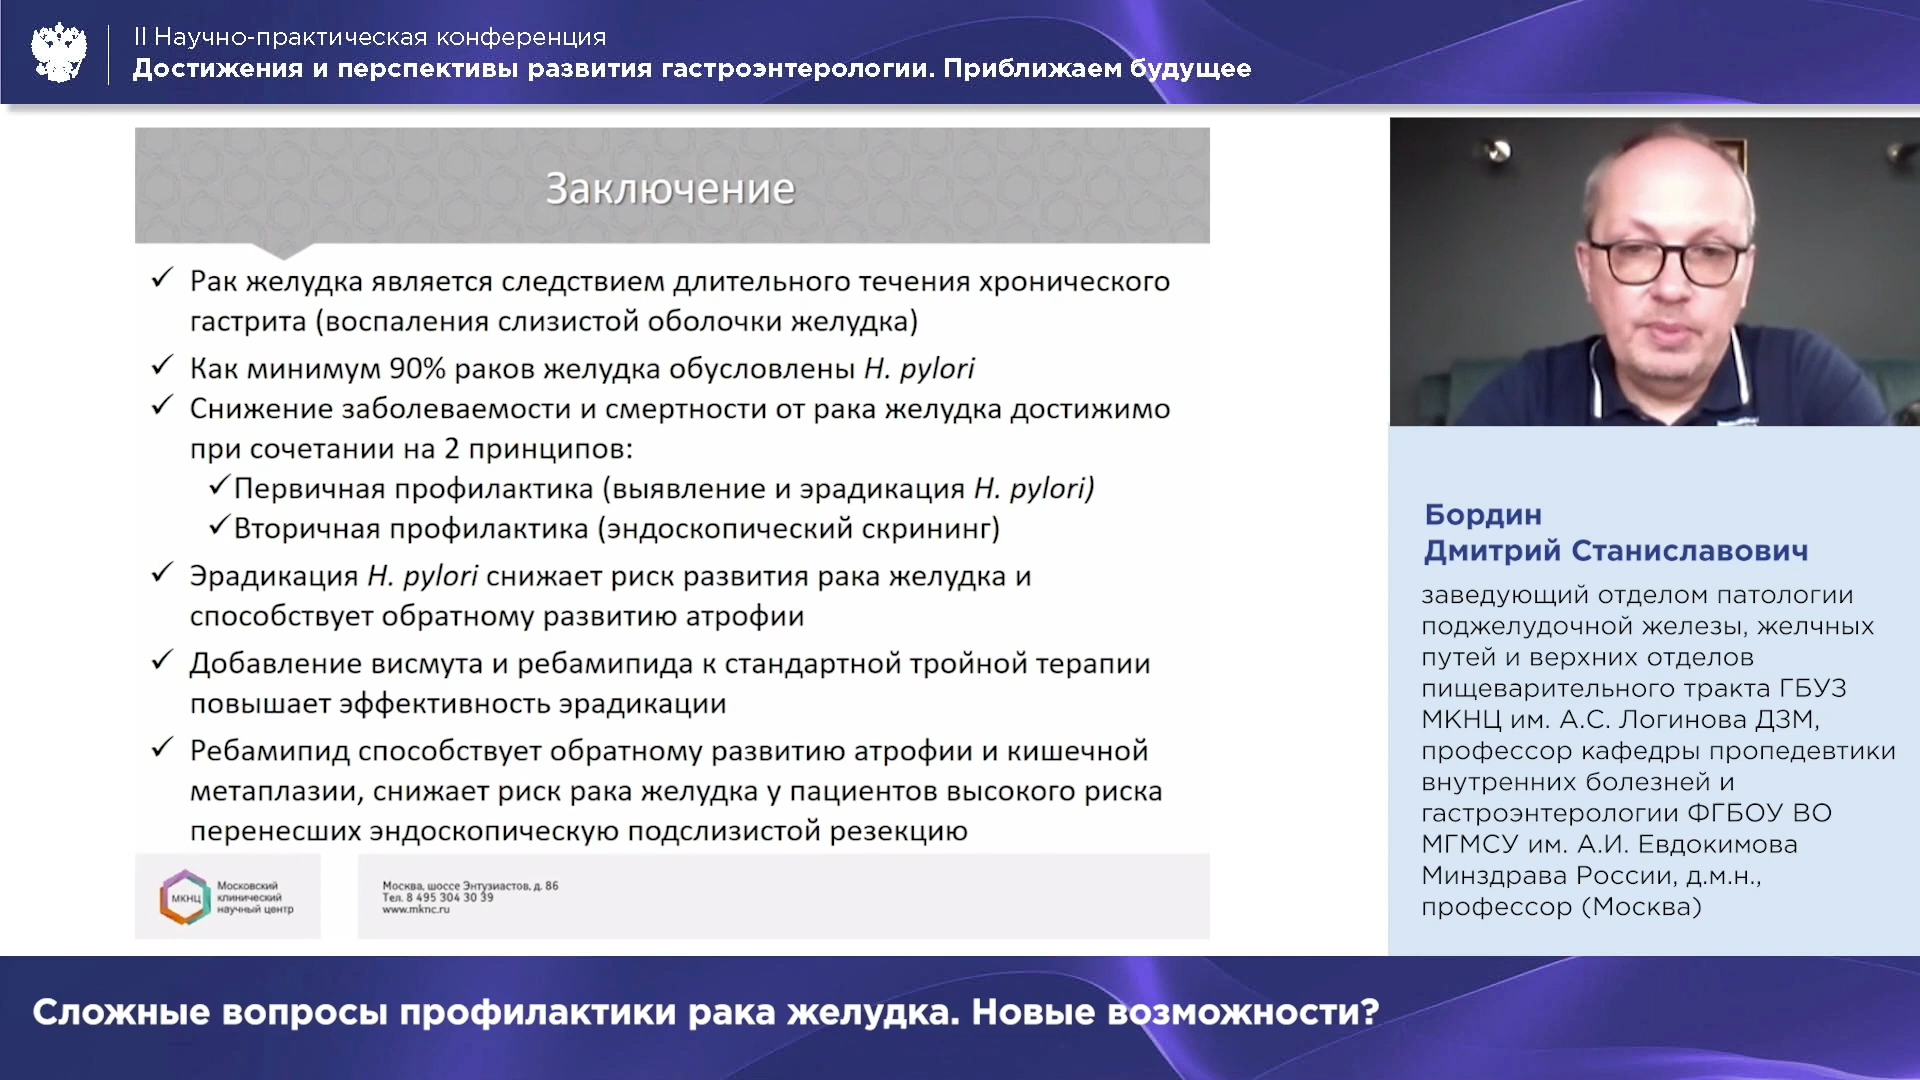 II Научно-практическая конференция
Достижения и перспективы развития гастроэнтерологии. Приближаем будущее
Заключение
Рак желудка является следствием длительного течения хронического
гастрита (воспаления слизистой оболочки желудка)
Как минимум 90% раков желудка обусловлены H. pylori
Снижение заболеваемости и смертности от рака желудка достижимо
при сочетании на 2 принципов:
Первичная профилактика (выявление и эрадикация H. pylori)
Вторичная профилактика (эндоскопический скрининг)
Эрадикация H. pylori снижает риск развития рака желудка и
способствует обратному развитию атрофии
Добавление висмута и ребамипида к стандартной тройной терапии
повышает эффективность эрадикации
Ребамипид способствует обратному развитию атрофии и кишечной
метаплазии, снижает риск рака желудка у пациентов высокого риска
перенесших эндоскопическую подслизистой резекцию
МКНЦ
Московский
клинический
научный центр
Москва, шоссе Энтузиастов, д. 86
Тел. 8 495 304 30 39
www.mknc.ru
Бордин
Дмитрий Станиславович
заведующий отделом патологии
поджелудочной железы, желчных
путей и верхних отделов
пищеварительного тракта ГБУЗ
МКНЦ им. А.С. Логинова ДЗМ,
профессор кафедры пропедевтики
внутренних болезней и
гастроэнтерологии ФГБОУ ВО
МГМСУ им. А.И. Евдокимова
Минздрава России, д.м.н.,
профессор (Москва)
Сложные вопросы профилактики рака желудка. Новые возможности?